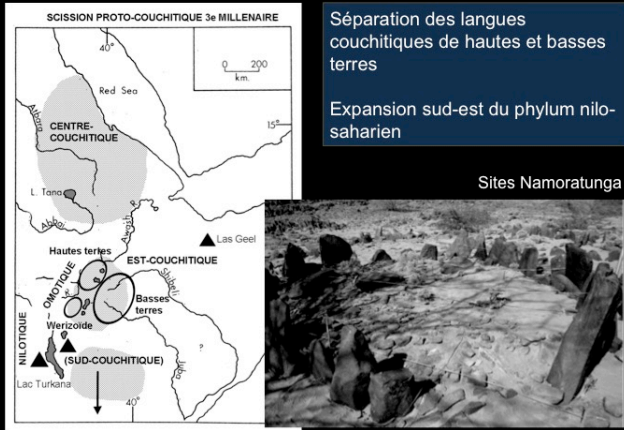 SCISSION PROTO-COUCHITIQUE 3e MILLENAIRE
40°
0 200
km.
Red Sea
Atbara
15°
CENTRE-
COUCHITIQUE
L. Tana
Abbai
Awash
Las Geel
Hautes terres
EST-COUCHITIQUE
OMOTIQUE
Shibeli
Basses
terres
Werizoïde
?
NILOTIQUE
(SUD-COUCHITIQUE)
Juba
Lac Turkana
40°
Séparation des langues
couchitiques de hautes et basses
terres
Expansion sud-est du phylum nilo-
saharien
Sites Namoratunga